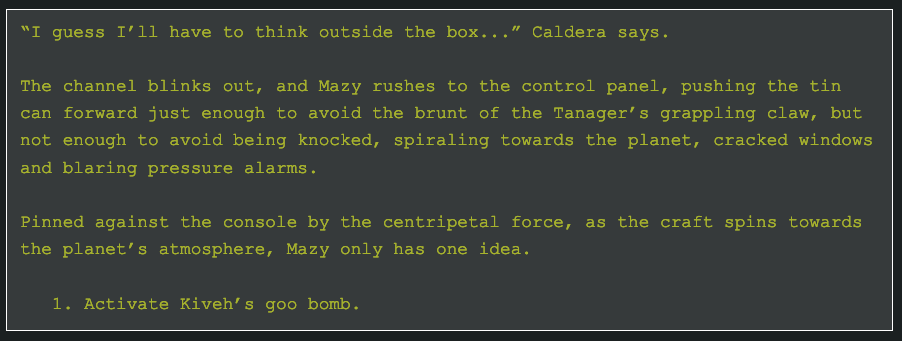 “I guess I’ll have to think outside the box...” Caldera says.
The channel blinks out, and Mazy rushes to the control panel, pushing the tin
can forward just enough to avoid the brunt of the Tanager’s grappling claw, but
not enough to avoid being knocked, spiraling towards the planet, cracked windows
and blaring pressure alarms.
Pinned against the console by the centripetal force, as the craft spins towards
the planet’s atmosphere, Mazy only has one idea.
1. Activate Kiveh’s goo bomb.